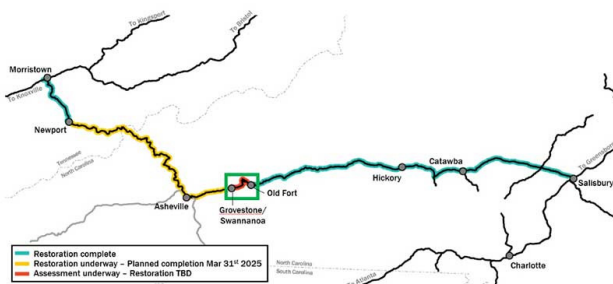 To Kingsport
To Bristol
Morristown
To Knoxville
Newport
Tennessee
North Carolina
Asheville
Grovestone/
Swannanoa
Old Fort
Hickory
Catawba
To Greensboro
Salisbury
Charlotte
To Atlanta
North Carolina
South Carolina
Restoration complete
Restoration underway – Planned completion Mar 31st 2025
Assessment underway – Restoration TBD